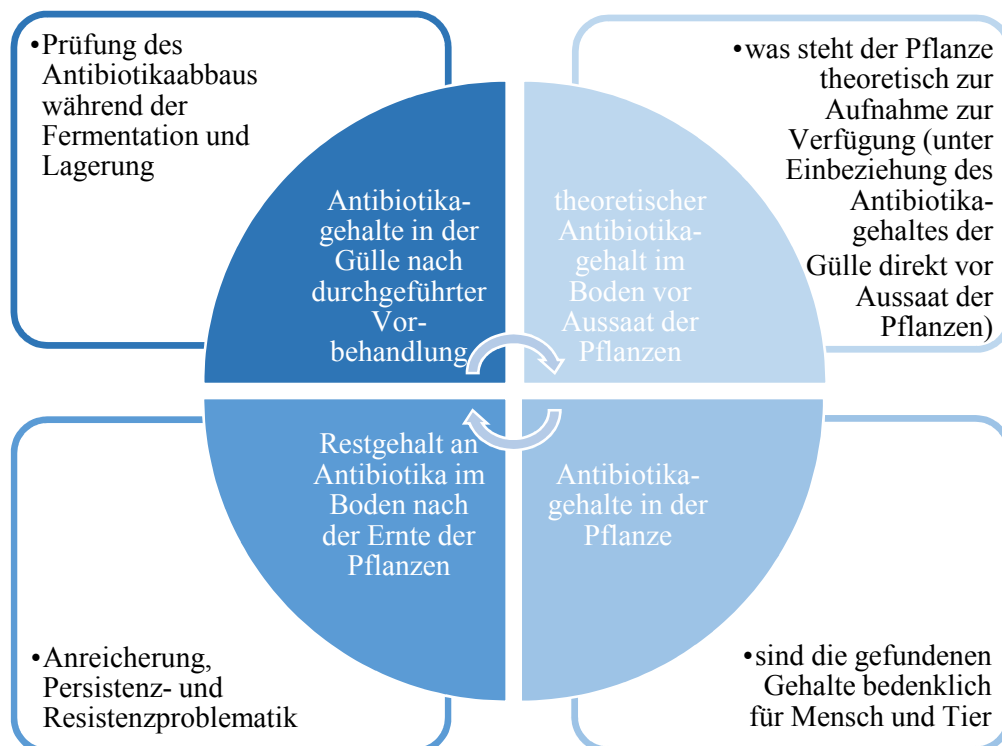 •Prüfung des
Antibiotikaabbaus
während der
Fermentation und
Lagerung
Antibiotika-
gehalte in der
Gülle nach
durchgeführter
Vor-
behandlung
•was steht der Pflanze
theoretisch zur
Aufnahme zur
Verfügung (unter
Einbeziehung des
Antibiotika-
gehaltes der
Gülle direkt vor
Aussaat der
Pflanzen)
theoretischer
Antibiotika-
gehalt im
Boden vor
Aussaat der
Pflanzen
Restgehalt an
Antibiotika im
Boden nach
der Ernte der
Pflanzen
•Anreicherung,
Persistenz- und
Resistenzproblematik
Antibiotika-
gehalte in der
Pflanze
•sind die gefundenen
Gehalte bedenklich
für Mensch und Tier